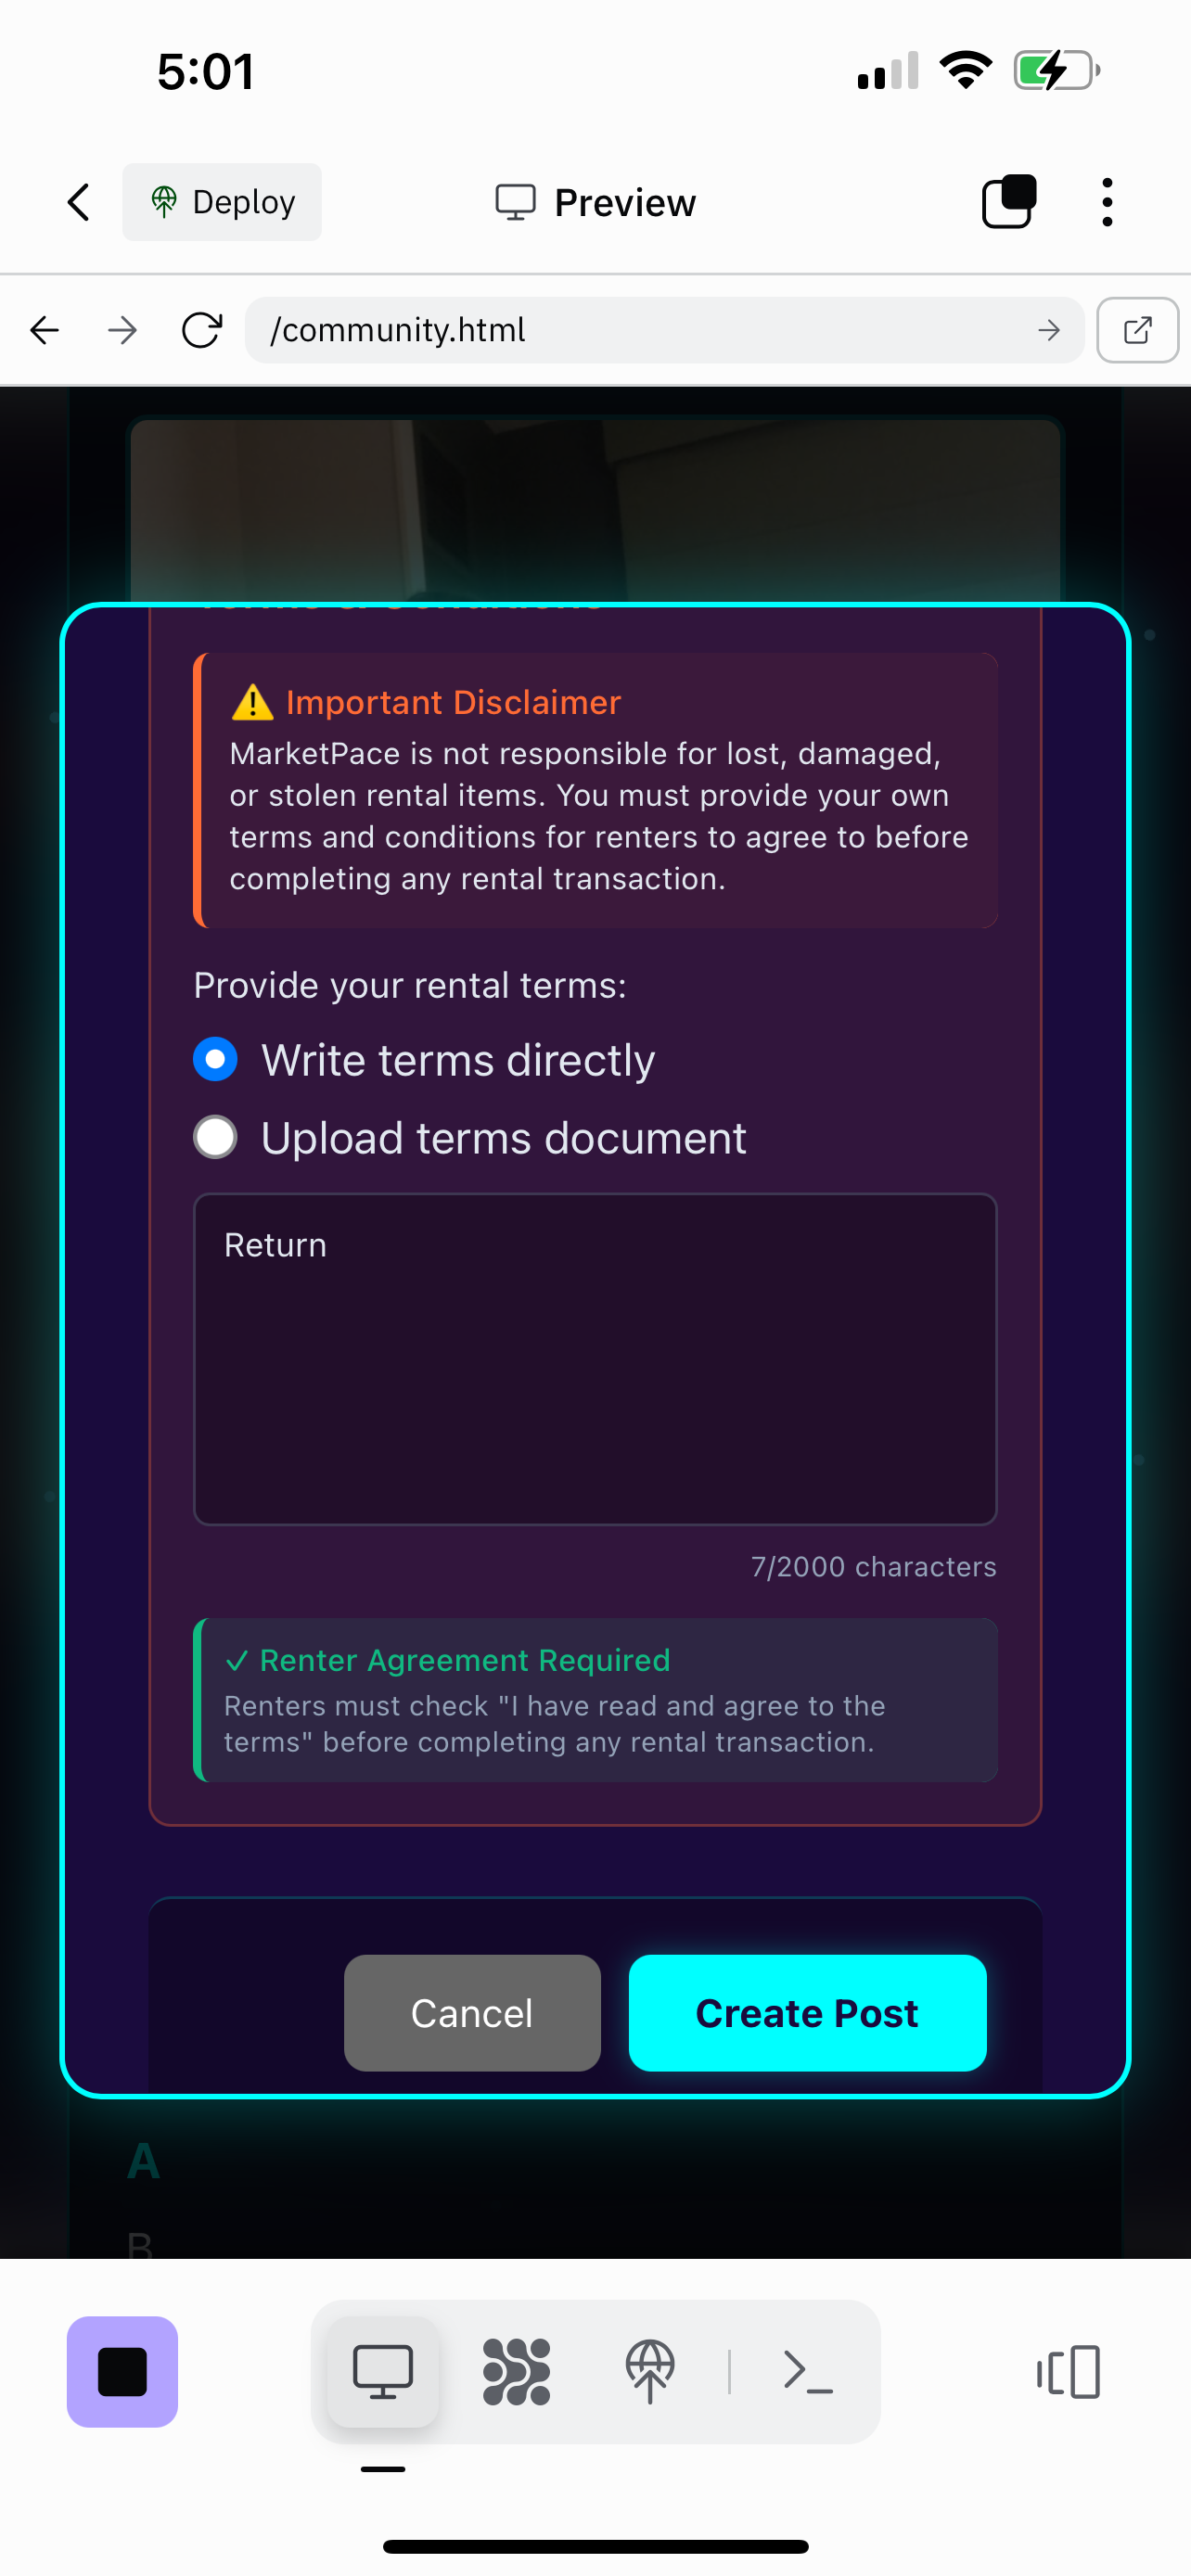 5:01
Deploy
Preview
/community.html
Terms & Conditions
⚠️ Important Disclaimer
MarketPace is not responsible for lost, damaged,
or stolen rental items. You must provide your own
terms and conditions for renters to agree to before
completing any rental transaction.
Provide your rental terms:
Write terms directly
Upload terms document
Return
7/2000 characters
✓ Renter Agreement Required
Renters must check "I have read and agree to the
terms" before completing any rental transaction.
Cancel
Create Post
A
B